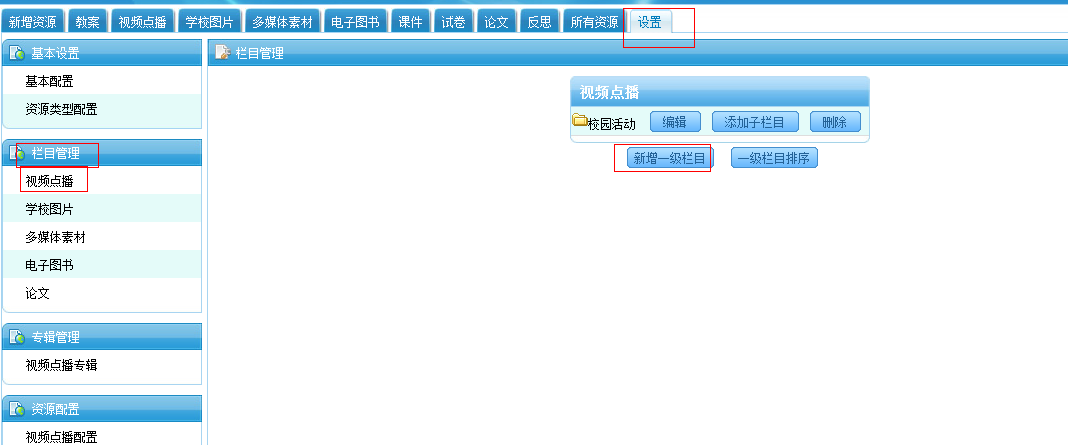 新增资源 教案 视频点播 学校图片 多媒体素材 电子图书 课件 试卷 论文 反思 所有资源 设置
基本设置
基本配置
资源类型配置
栏目管理
视频点播
学校图片
多媒体素材
电子图书
论文
专辑管理
视频点播专辑
资源配置
视频点播配置
栏目管理
视频点播
校园活动 编辑 添加子栏目 删除
新增一级栏目 一级栏目排序